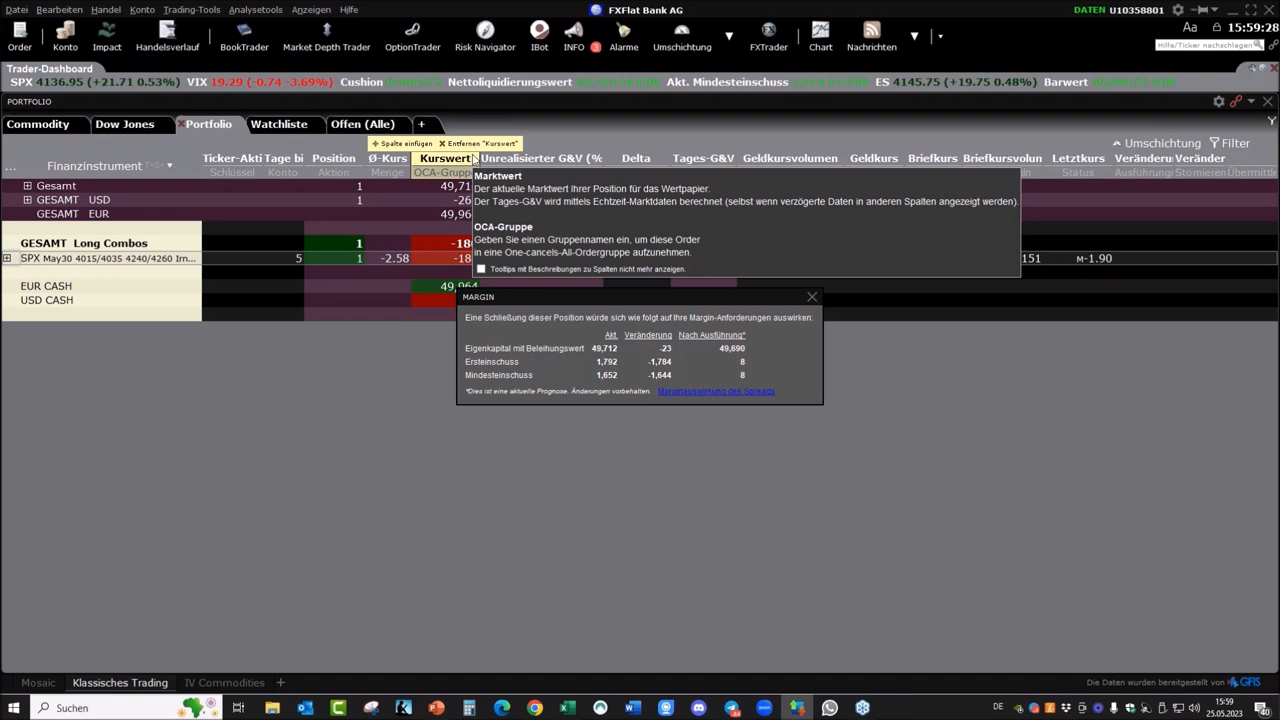 Datei Bearbeiten Handel Konto Trading-Tools Analysetools Anzeigen Hilfe
FXFlat Bank AG
DATEN U10358801
Order Konto Impact Handelsverlauf BookTrader Market Depth Trader OptionTrader Risk Navigator IBot INFO 3 Alarme Umschichtung FXTrader Chart Nachrichten
Aa 15:59:28
Hilfe/Ticker nachschlagen
Trader-Dashboard
SPX 4136.95 (+21.71 0.53%) VIX 19.29 (-0.74 -3.69%) Cushion Nettoliquidierungswert Akt. Mindesteinschuss ES 4145.75 (+19.75 0.48%) Barwert
PORTFOLIO
Commodity Dow Jones Portfolio Watchliste Offen (Alle) +
Spalte einfügen Entfernen "Kurswert"
Umschichtung Filter
... Finanzinstrument Ticker-Akti Tage bi Position Ø-Kurs Kurswert Unrealisierter G&V (% Delta Tages-G&V Geldkursvolumen Geldkurs Briefkurs Briefkursvolun Letztkurs Veränderu Veränder
Schlüssel Konto Aktion Menge OCA-Grupp Status Ausführung Übermittle
Gesamt 1 49,71
GESAMT USD 1 -26
GESAMT EUR 49,96
GESAMT Long Combos 1 -18
SPX May30 4015/4035 4240/4260 Irn... 5 1 -2.58 -18 151 M-1.90
EUR CASH 49,964
USD CASH
Marktwert
Der aktuelle Marktwert Ihrer Position für das Wertpapier.
Der Tages-G&V wird mittels Echtzeit-Marktdaten berechnet (selbst wenn verzögerte Daten in anderen Spalten angezeigt werden).
OCA-Gruppe
Geben Sie einen Gruppennamen ein, um diese Order
in eine One-cancels-All-Ordergruppe aufzunehmen.
Tooltips mit Beschreibungen zu Spalten nicht mehr anzeigen.
MARGIN
Eine Schließung dieser Position würde sich wie folgt auf Ihre Margin-Anforderungen auswirken:
Akt. Veränderung Nach Ausführung*
Eigenkapital mit Beleihungswert 49,712 -23 49,690
Ersteinschuss 1,792 -1,784 8
Mindesteinschuss 1,652 -1,644 8
*Dies ist eine aktuelle Prognose. Änderungen vorbehalten. Marginauswirkung des Spreads
Mosaic Klassisches Trading IV Commodities +
Die Daten wurden bereitgestellt von GFIS
Suchen
DE 15:59
25.05.2023
40